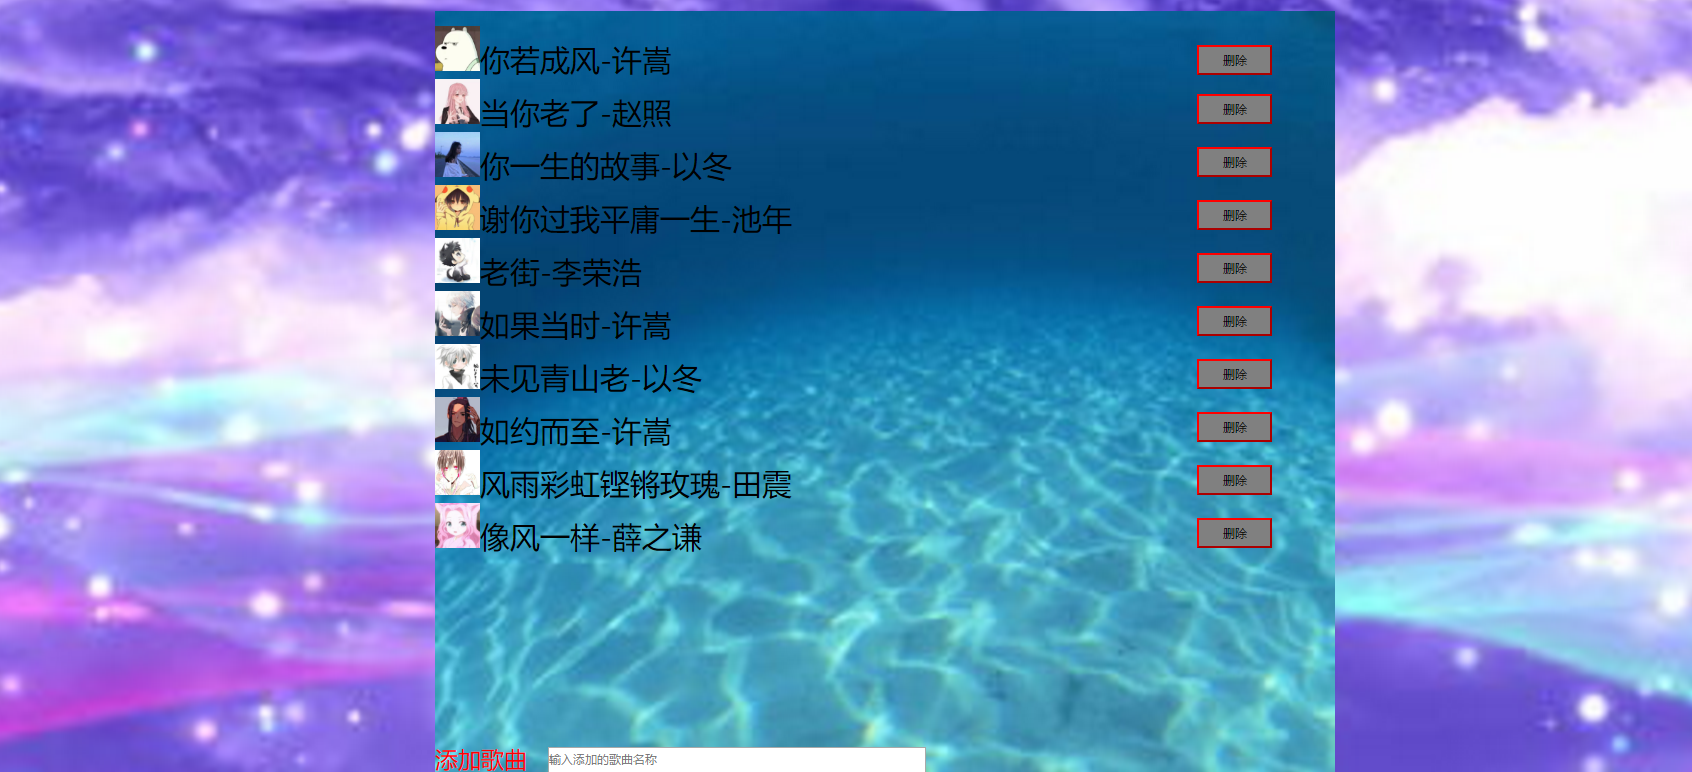 你若成风-许嵩 删除
当你老了-赵照 删除
你一生的故事-以冬 删除
谢你过我平庸一生-池年 删除
老街-李荣浩 删除
如果当时-许嵩 删除
未见青山老-以冬 删除
如约而至-许嵩 删除
风雨彩虹铿锵玫瑰-田震 删除
像风一样-薛之谦 删除
添加歌曲 输入添加的歌曲名称